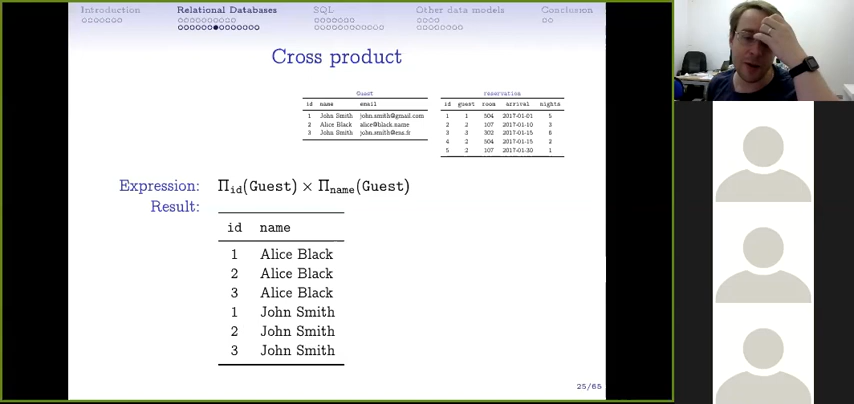 Introduction Relational Databases SQL Other data models Conclusion
Cross product
Guest
id name email
1 John Smith john.smith@gmail.com
2 Alice Black alice@black.name
3 John Smith john.smith@ens.fr
reservation
id guest room arrival nights
1 1 504 2017-01-01 5
2 2 107 2017-01-10 3
3 3 302 2017-01-15 6
4 2 504 2017-01-15 2
5 2 107 2017-01-30 1
Expression: Πid(Guest) × Πname(Guest)
Result:
id name
1 Alice Black
2 Alice Black
3 Alice Black
1 John Smith
2 John Smith
3 John Smith
25/65